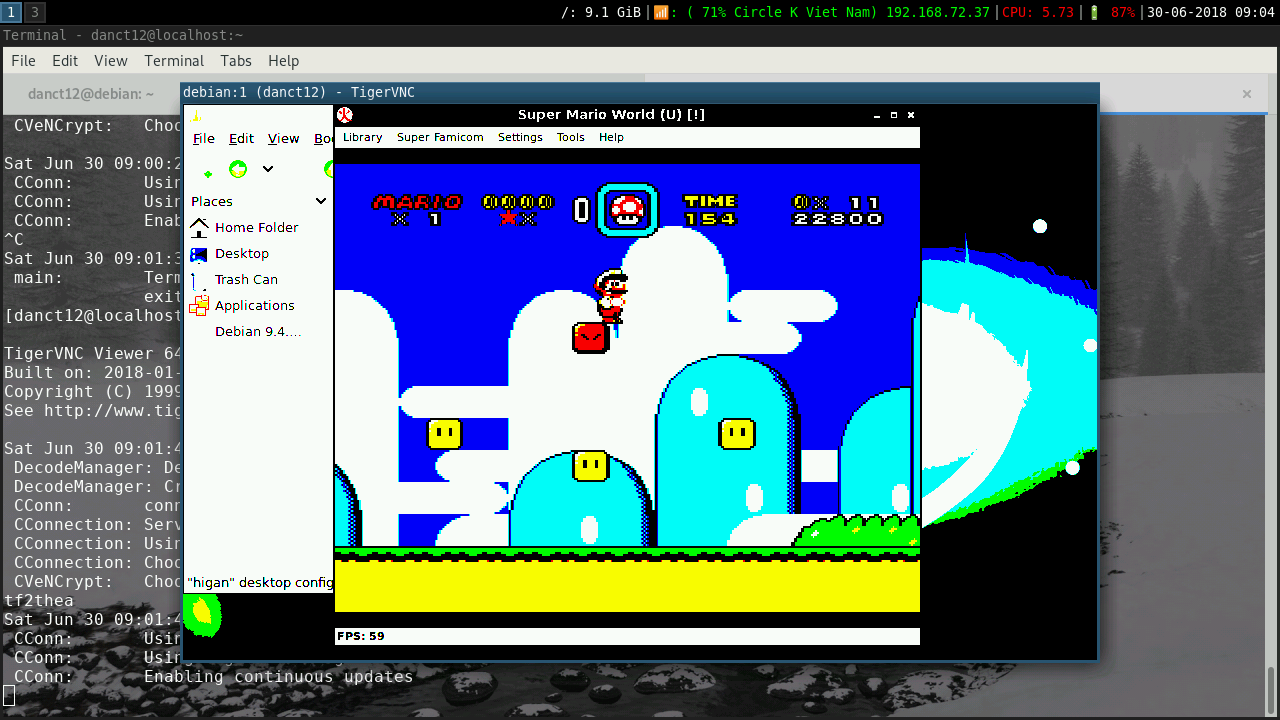 1 3 /: 9.1 GiB | : ( 71% Circle K Viet Nam) 192.168.72.37 | CPU: 5.73 | 87% | 30-06-2018 09:04
Terminal - danct12@localhost:~
File Edit View Terminal Tabs Help
danct12@debian: ~ ×
debian:1 (danct12) - TigerVNC
Super Mario World (U) [!]
Library Super Famicom Settings Tools Help
File Edit View Boo
Places
Home Folder
Desktop
Trash Can
Applications
Debian 9.4....
"higan" desktop config
MARIO 0000 0 TIME 0X 11
X 1 ★X 154 22800
FPS: 59
CVeNCrypt: Choo
Sat Jun 30 09:00:2
CConn: Usin
CConn: Usin
CConn: Enab
^C
Sat Jun 30 09:01:3
main: Term
exit
[danct12@localhost
TigerVNC Viewer 64
Built on: 2018-01-
Copyright (C) 1999
See http://www.tig
Sat Jun 30 09:01:4
DecodeManager: De
DecodeManager: Cr
CConn: conn
CConnection: Serv
CConnection: Usin
CConnection: Choo
CVeNCrypt: Choo
tf2thea
Sat Jun 30 09:01:4
CConn: Usin
CConn: Usin
CConn: Enabling continuous updates